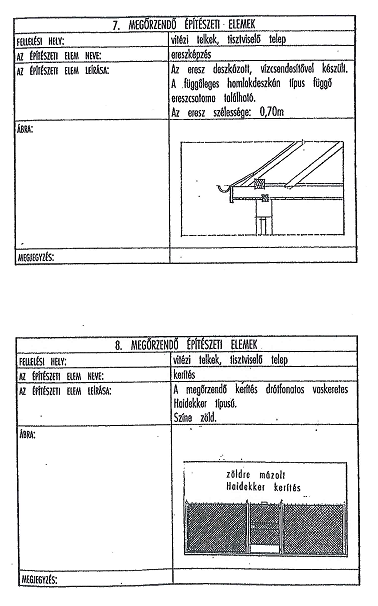 7. MEGŐRZENDŐ ÉPÍTÉSZETI ELEMEK
FELLELÉSI HELY: vitézi telkek, tisztviselő telep
AZ ÉPÍTÉSZETI ELEM NEVE: ereszképzés
AZ ÉPÍTÉSZETI ELEM LEÍRÁSA: Az eresz deszkázott, vízcsendesítővel készült.
A függőleges homlokdeszkán típus függő
ereszcsatorna található.
Az eresz szélessége: 0,70m
ÁBRA:
MEGJEGYZÉS:
8. MEGŐRZENDŐ ÉPÍTÉSZETI ELEMEK
FELLELÉSI HELY: vitézi telkek, tisztviselő telep
AZ ÉPÍTÉSZETI ELEM NEVE: kerítés
AZ ÉPÍTÉSZETI ELEM LEÍRÁSA: A megőrzendő kerítés drótfonatos vaskeretes
Haidekker típusú.
Színe zöld.
ÁBRA:
zöldre mázolt
Haidekker kerítés
MEGJEGYZÉS: